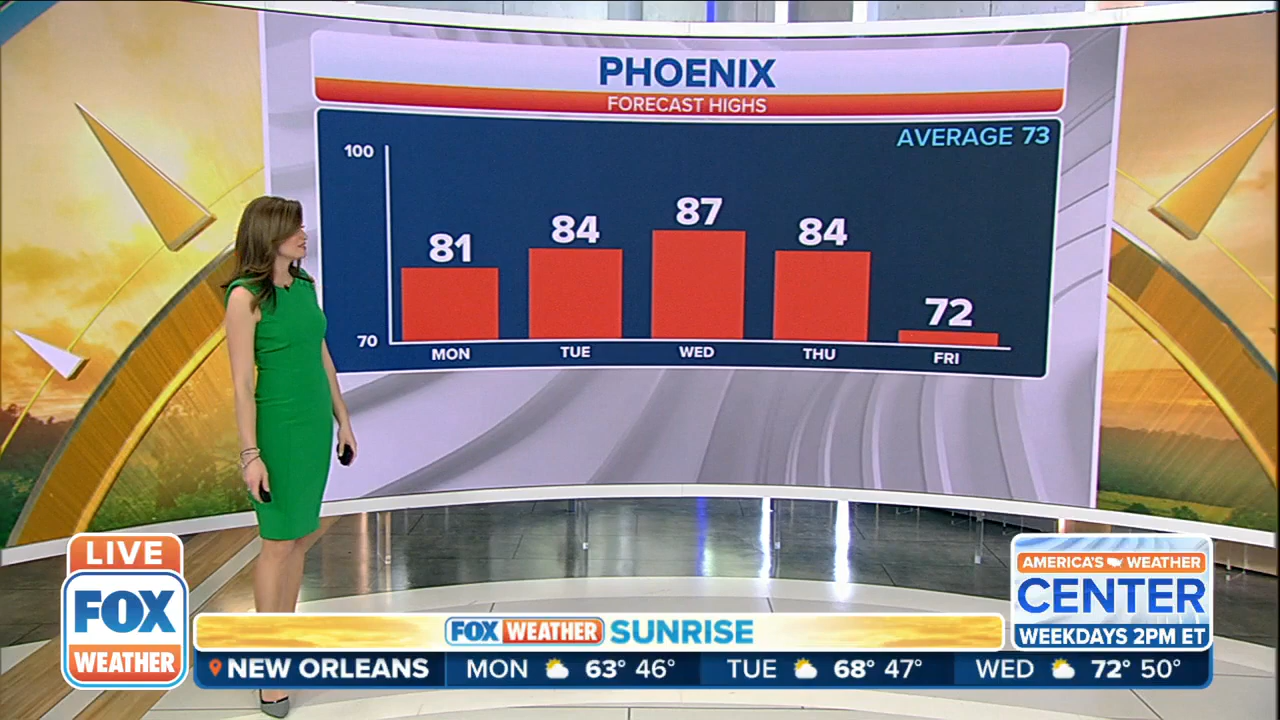 PHOENIX
FORECAST HIGHS
AVERAGE 73
100
87
84
84
81
72
70
MON TUE WED THU FRI
LIVE
FOX
WEATHER
AMERICA'S WEATHER
CENTER
WEEKDAYS 2PM ET
FOX WEATHER SUNRISE
NEW ORLEANS MON 63° 46° TUE 68° 47° WED 72° 50°